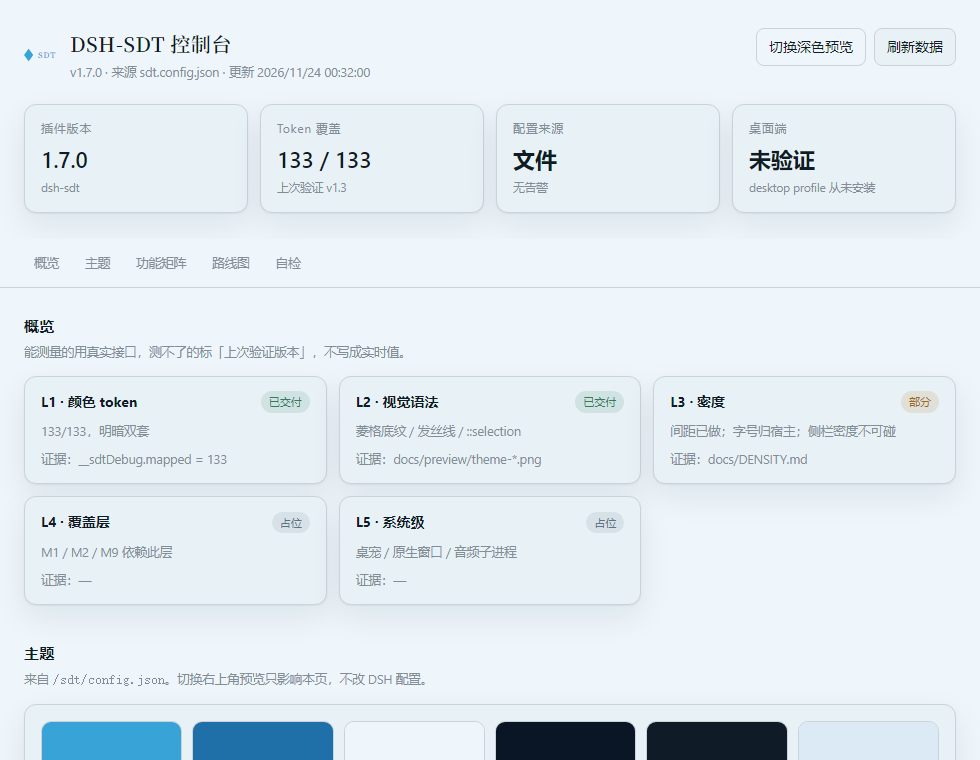 SDT
DSH-SDT 控制台
v1.7.0 · 来源 sdt.config.json · 更新 2026/11/24 00:32:00
切换深色预览
刷新数据
插件版本
1.7.0
dsh-sdt
Token 覆盖
133 / 133
上次验证 v1.3
配置来源
文件
无告警
桌面端
未验证
desktop profile 从未安装
概览 主题 功能矩阵 路线图 自检
概览
能测量的用真实接口，测不了的标「上次验证版本」，不写成实时值。
L1 · 颜色 token
已交付
133/133，明暗双套
证据：__sdtDebug.mapped = 133
L2 · 视觉语法
已交付
菱格底纹 / 发丝线 / ::selection
证据：docs/preview/theme-*.png
L3 · 密度
部分
间距已做；字号归宿主；侧栏密度不可碰
证据：docs/DENSITY.md
L4 · 覆盖层
占位
M1 / M2 / M9 依赖此层
证据：—
L5 · 系统级
占位
桌宠 / 原生窗口 / 音频子进程
证据：—
主题
来自 /sdt/config.json。切换右上角预览只影响本页，不改 DSH 配置。